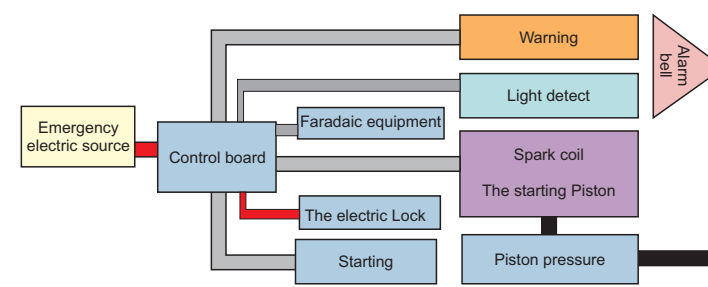 Warning
Alarm
bell
Light detect
Faradaic equipment
Emergency
electric source
Control board
Spark coil
The starting Piston
The electric Lock
Starting
Piston pressure